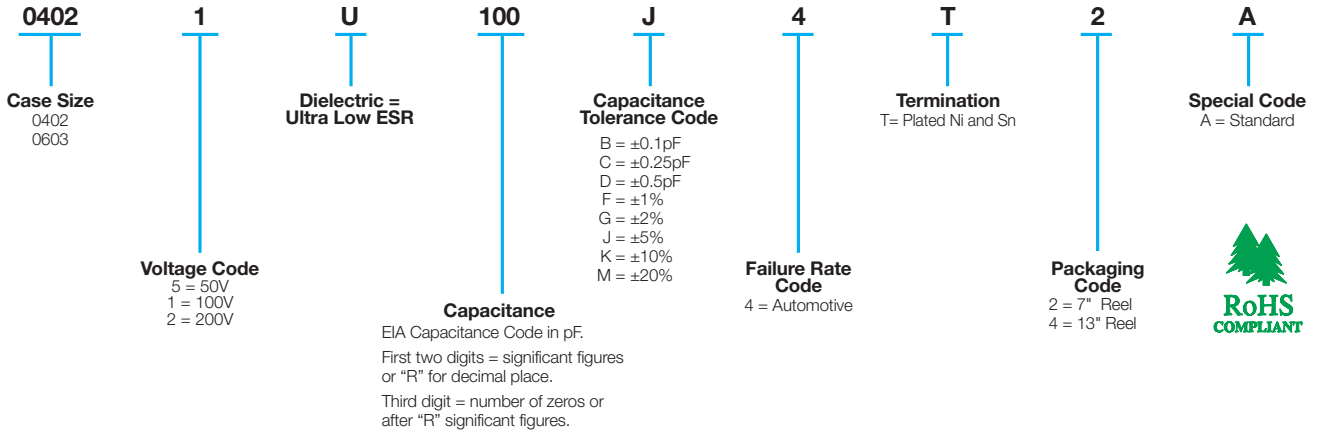 0402 1 U 100 J 4 T 2 A
Case Size
0402
0603
Voltage Code
5 = 50V
1 = 100V
2 = 200V
Dielectric =
Ultra Low ESR
Capacitance
EIA Capacitance Code in pF.
First two digits = significant figures
or “R” for decimal place.
Third digit = number of zeros or
after “R” significant figures.
Capacitance
Tolerance Code
B = ±0.1pF
C = ±0.25pF
D = ±0.5pF
F = ±1%
G = ±2%
J = ±5%
K = ±10%
M = ±20%
Failure Rate
Code
4 = Automotive
Termination
T= Plated Ni and Sn
Packaging
Code
2 = 7" Reel
4 = 13" Reel
Special Code
A = Standard
RoHS
COMPLIANT